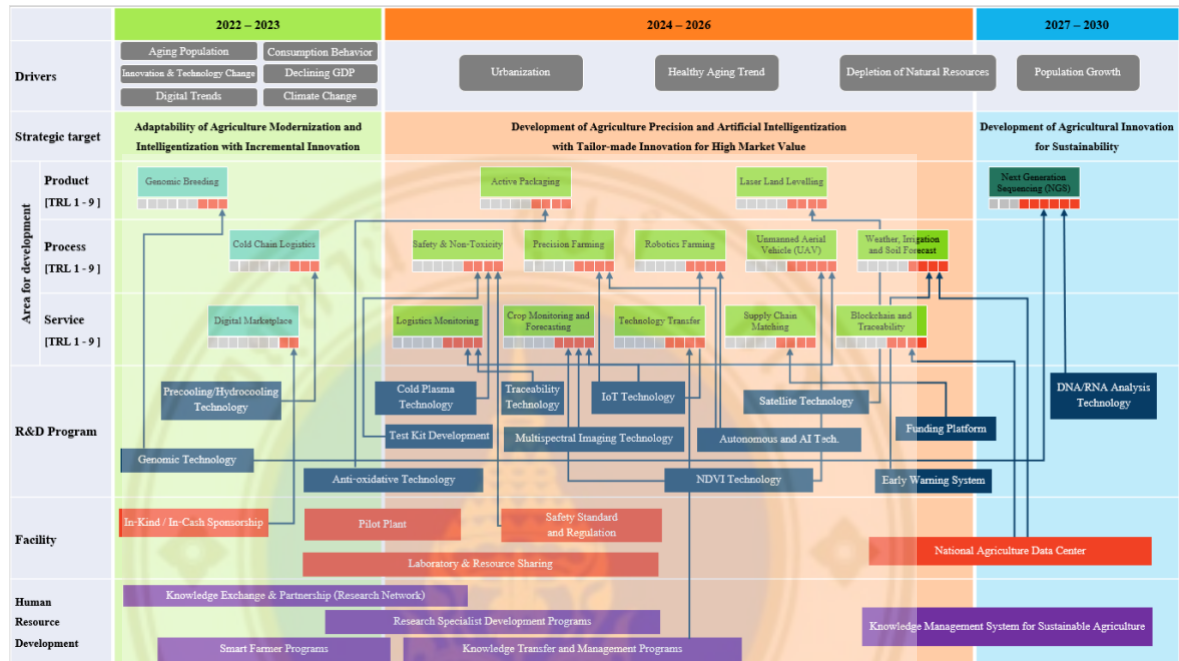 2022 – 2023
2024 – 2026
2027 – 2030
Drivers
Aging Population
Consumption Behavior
Innovation & Technology Change
Declining GDP
Digital Trends
Climate Change
Urbanization
Healthy Aging Trend
Depletion of Natural Resources
Population Growth
Strategic target
Adaptability of Agriculture Modernization and
Intelligentization with Incremental Innovation
Development of Agriculture Precision and Artificial Intelligentization
with Tailor-made Innovation for High Market Value
Development of Agricultural Innovation
for Sustainability
Area for development
Product
[TRL 1 - 9 ]
Genomic Breeding
Active Packaging
Laser Land Levelling
Next Generation
Sequencing (NGS)
Process
[TRL 1 - 9 ]
Cold Chain Logistics
Safety & Non-Toxicity
Precision Farming
Robotics Farming
Unmanned Aerial
Vehicle (UAV)
Weather, Irrigation
and Soil Forecast
Service
[TRL 1 - 9 ]
Digital Marketplace
Logistics Monitoring
Crop Monitoring and
Forecasting
Technology Transfer
Supply Chain
Matching
Blockchain and
Traceability
R&D Program
Precooling/Hydrocooling
Technology
Cold Plasma
Technology
Traceability
Technology
IoT Technology
Satellite Technology
DNA/RNA Analysis
Technology
Test Kit Development
Multispectral Imaging Technology
Autonomous and AI Tech.
Funding Platform
Genomic Technology
Anti-oxidative Technology
NDVI Technology
Early Warning System
Facility
In-Kind / In-Cash Sponsorship
Pilot Plant
Safety Standard
and Regulation
Laboratory & Resource Sharing
National Agriculture Data Center
Human
Resource
Development
Knowledge Exchange & Partnership (Research Network)
Research Specialist Development Programs
Knowledge Management System for Sustainable Agriculture
Smart Farmer Programs
Knowledge Transfer and Management Programs